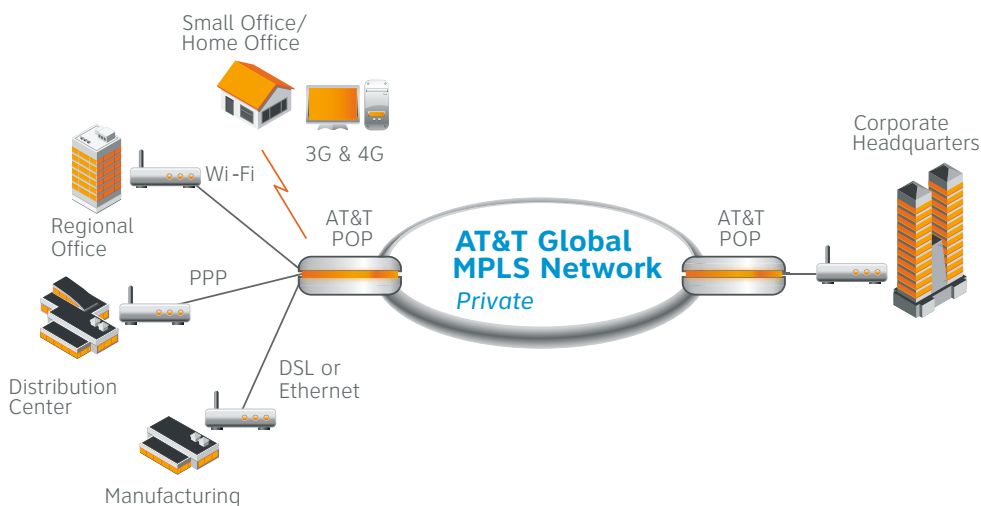 Small Office/
Home Office
3G & 4G
Corporate
Headquarters
Wi-Fi
Regional
Office
AT&T
POP
AT&T Global
MPLS Network
Private
AT&T
POP
PPP
Distribution
Center
DSL or
Ethernet
Manufacturing